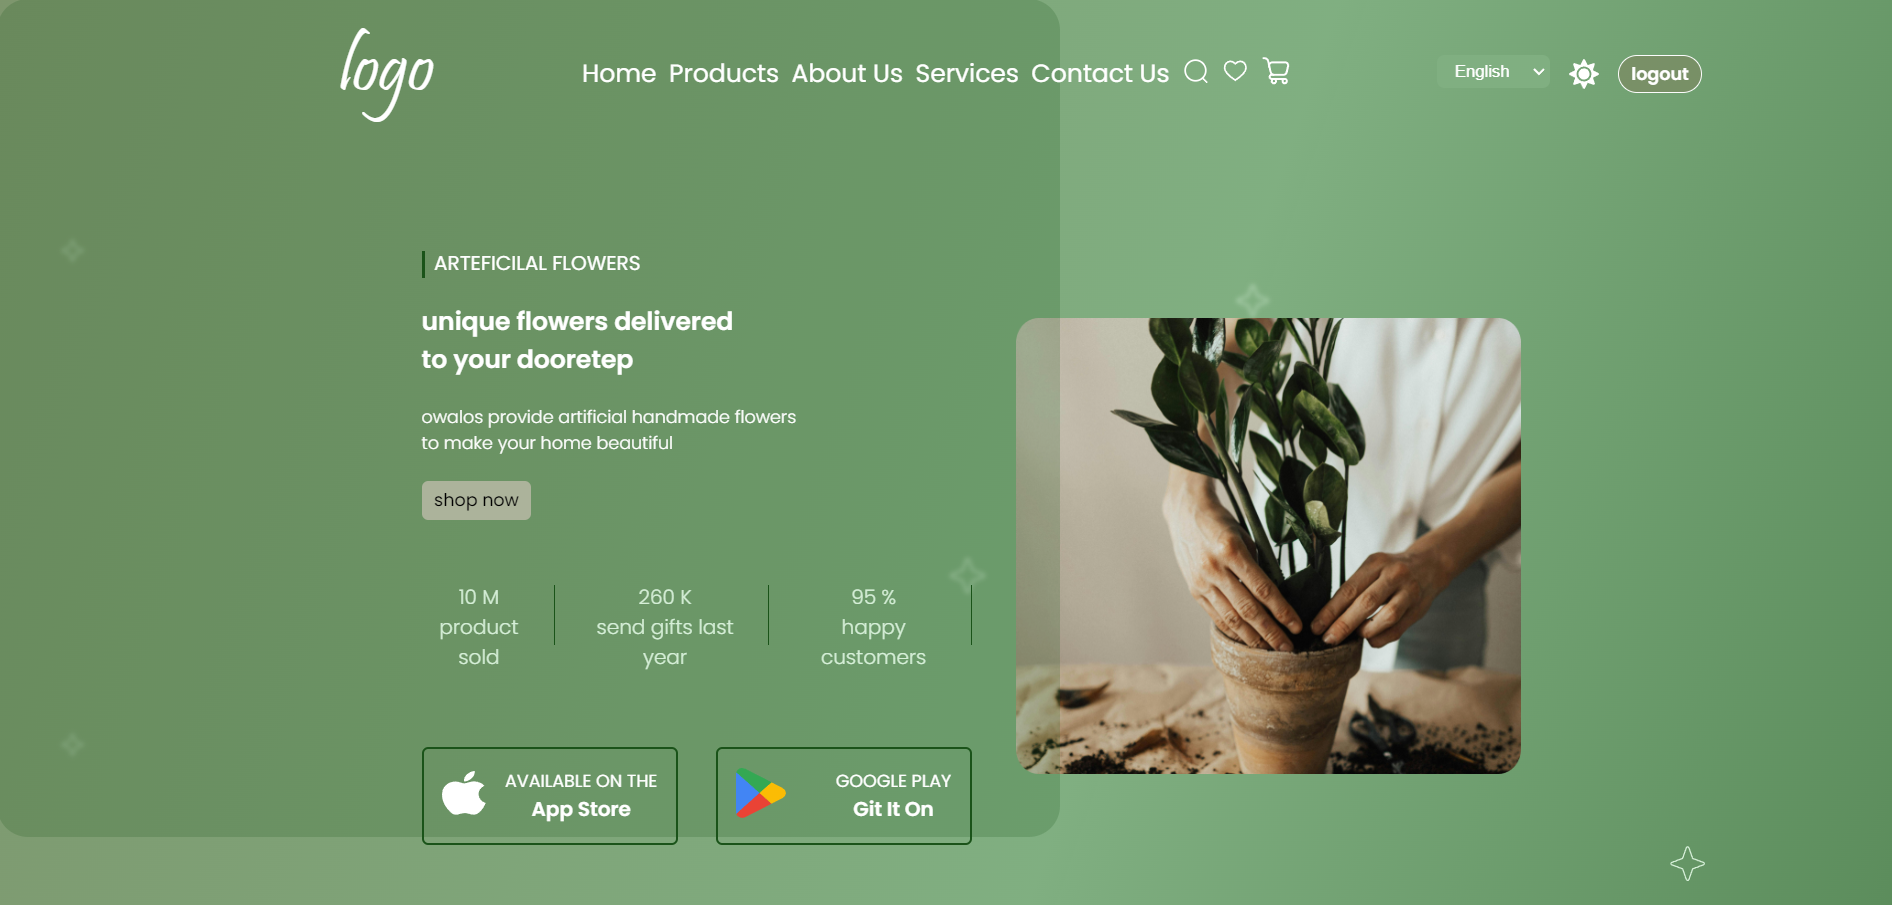 logo
Home Products About Us Services Contact Us
English
logout
ARTEFICILAL FLOWERS
unique flowers delivered
to your dooretep
owalos provide artificial handmade flowers
to make your home beautiful
shop now
10 M
product
sold
260 K
send gifts last
year
95 %
happy
customers
AVAILABLE ON THE
App Store
GOOGLE PLAY
Git It On